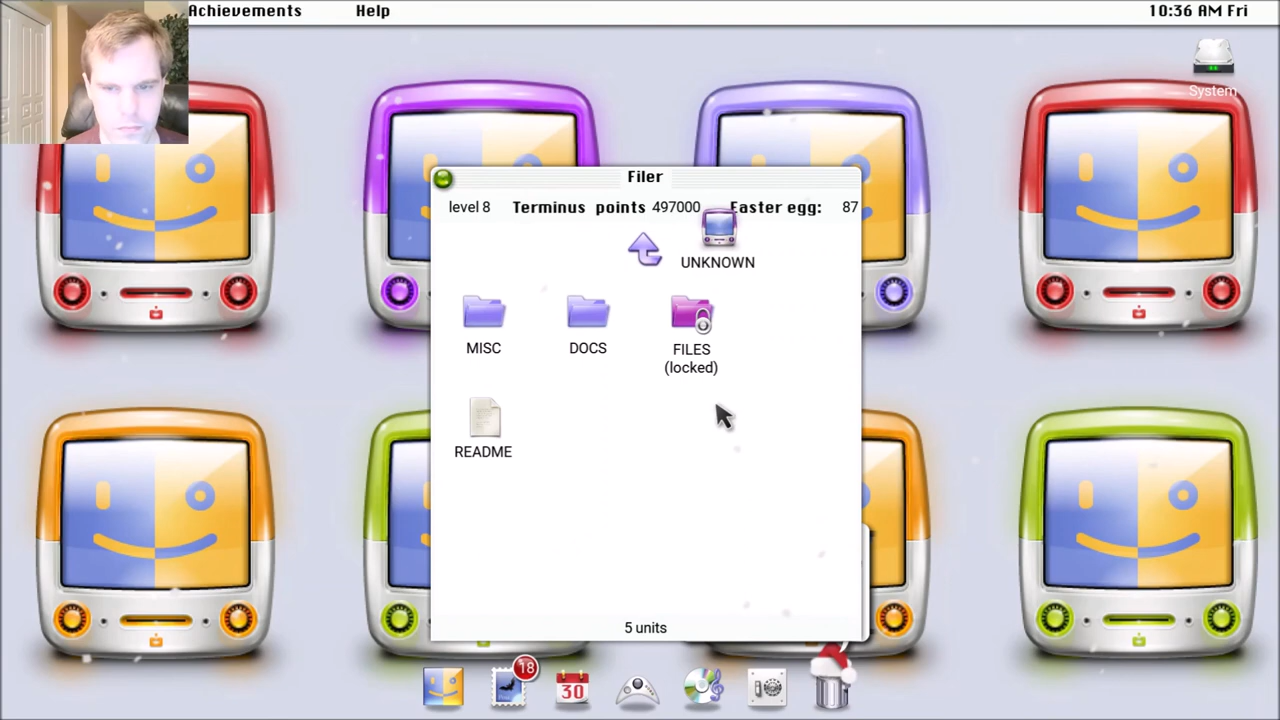 Achievements Help 10:36 AM Fri
System
Filer
level 8 Terminus points 497000 Easter egg: 87
UNKNOWN
MISC DOCS FILES
(locked)
README
5 units
18
30